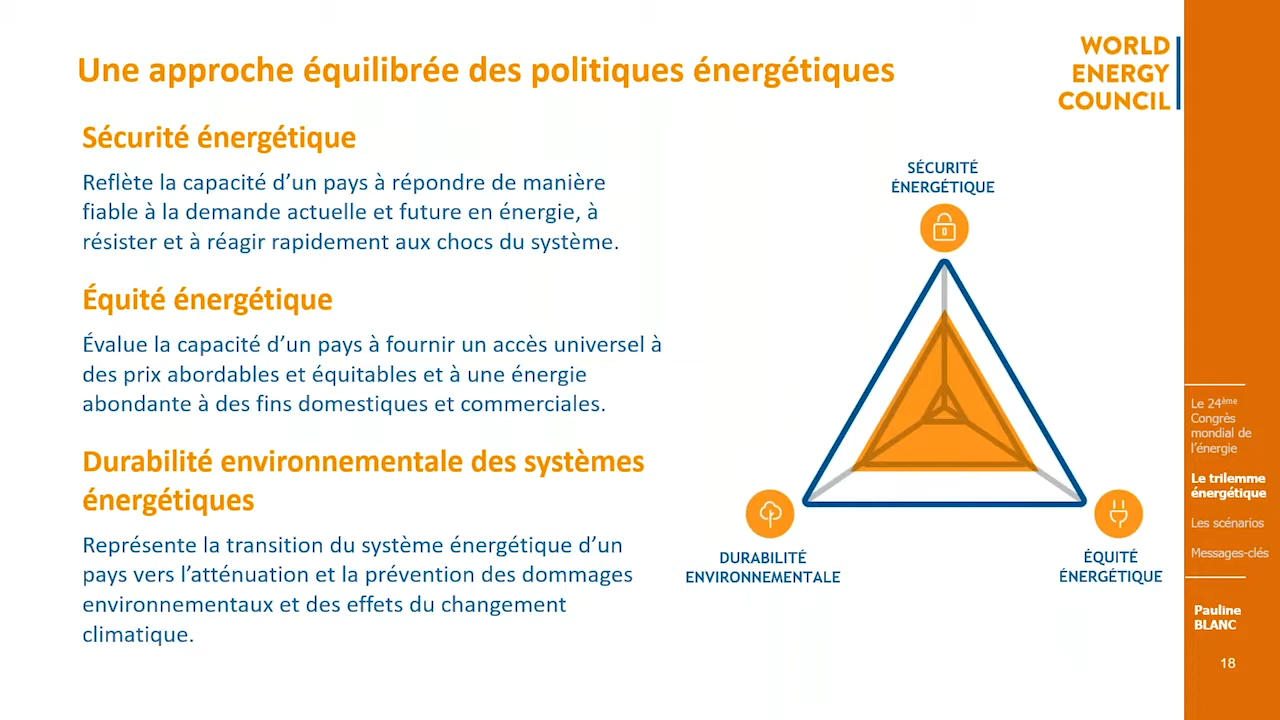 Une approche équilibrée des politiques énergétiques
WORLD
ENERGY
COUNCIL
Sécurité énergétique
Reflète la capacité d’un pays à répondre de manière
fiable à la demande actuelle et future en énergie, à
résister et à réagir rapidement aux chocs du système.
Équité énergétique
Évalue la capacité d’un pays à fournir un accès universel à
des prix abordables et équitables et à une énergie
abondante à des fins domestiques et commerciales.
Durabilité environnementale des systèmes
énergétiques
Représente la transition du système énergétique d’un
pays vers l’atténuation et la prévention des dommages
environnementaux et des effets du changement
climatique.
SÉCURITÉ
ÉNERGÉTIQUE
DURABILITÉ
ENVIRONNEMENTALE
ÉQUITÉ
ÉNERGÉTIQUE
Le 24ème
Congrès
mondial de
l’énergie
Le trilemme
énergétique
Les scénarios
Messages-clés
Pauline
BLANC
18